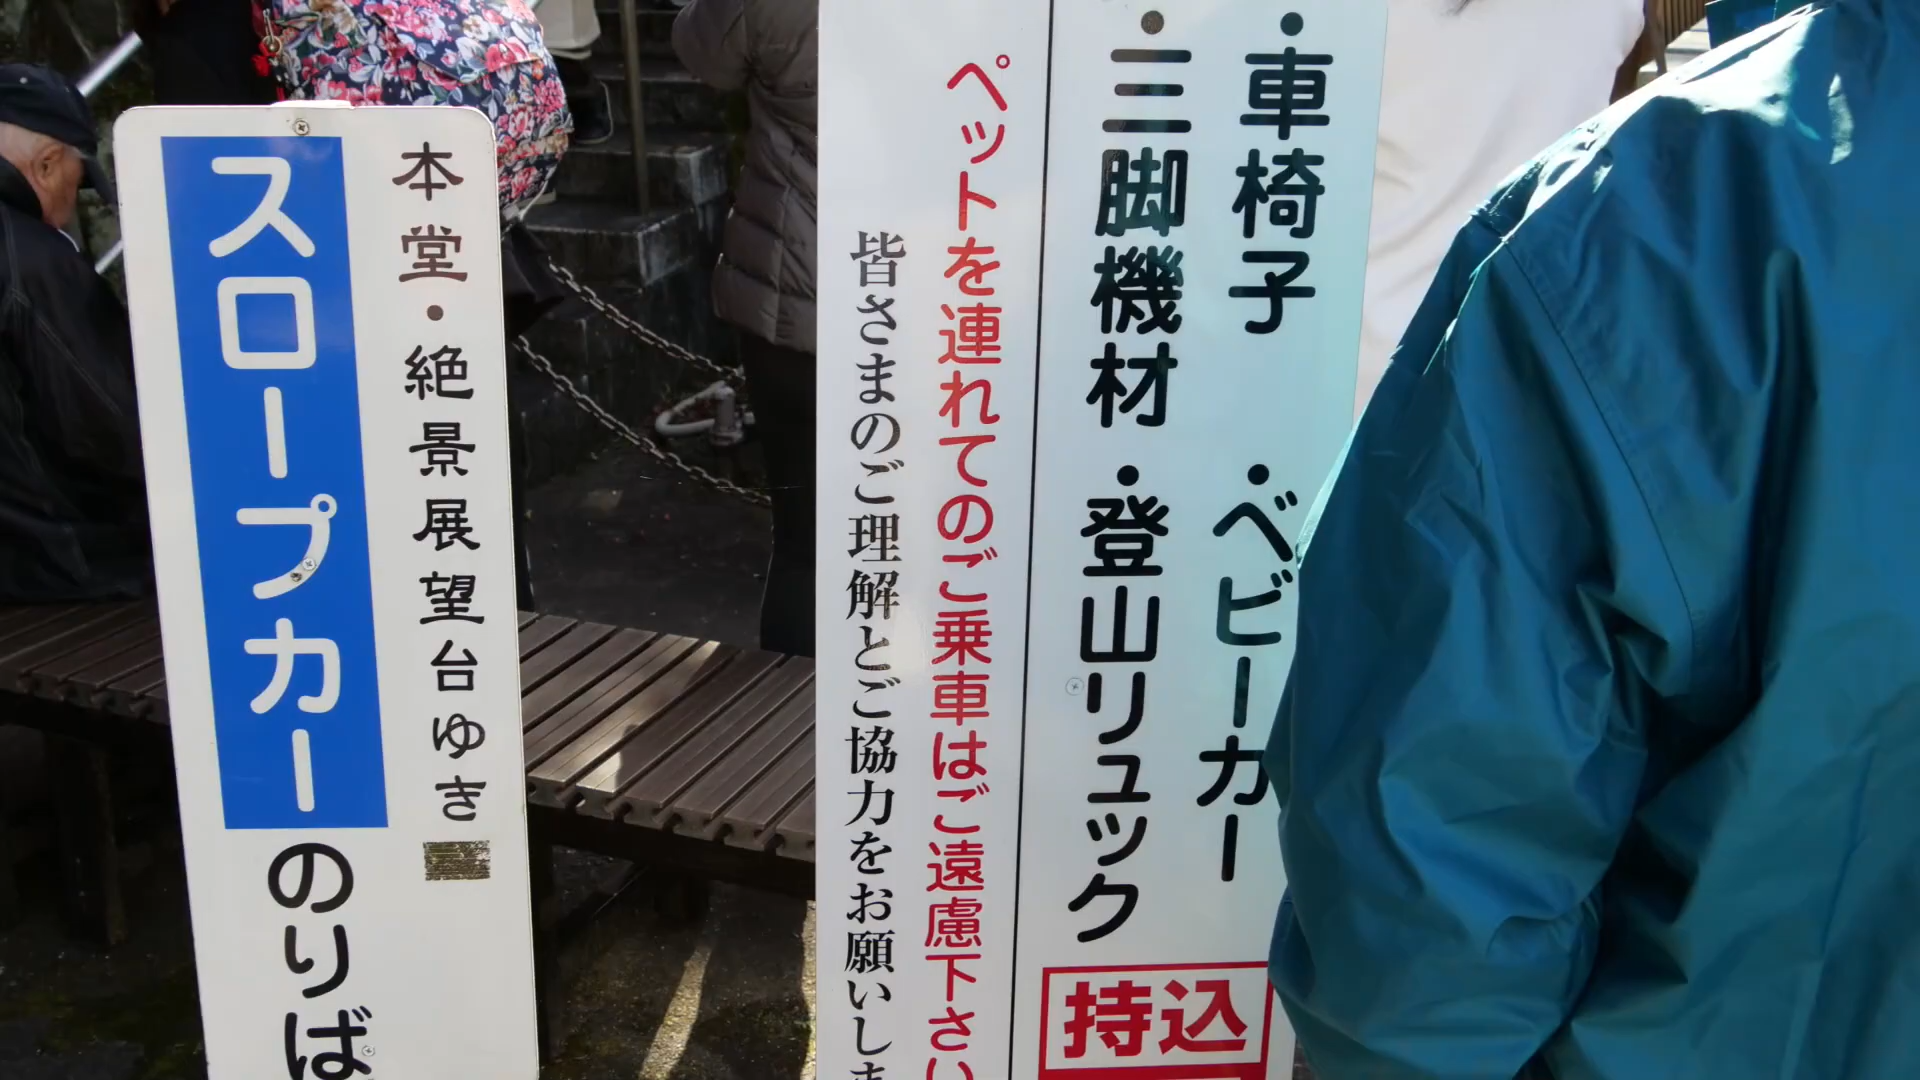 本堂・絶景展望台ゆき
スロープカー
のりば
・車椅子 ・ベビーカー
・三脚機材 ・登山リュック
持込
ペットを連れてのご乗車はご遠慮下さい
皆さまのご理解とご協力をお願いしま